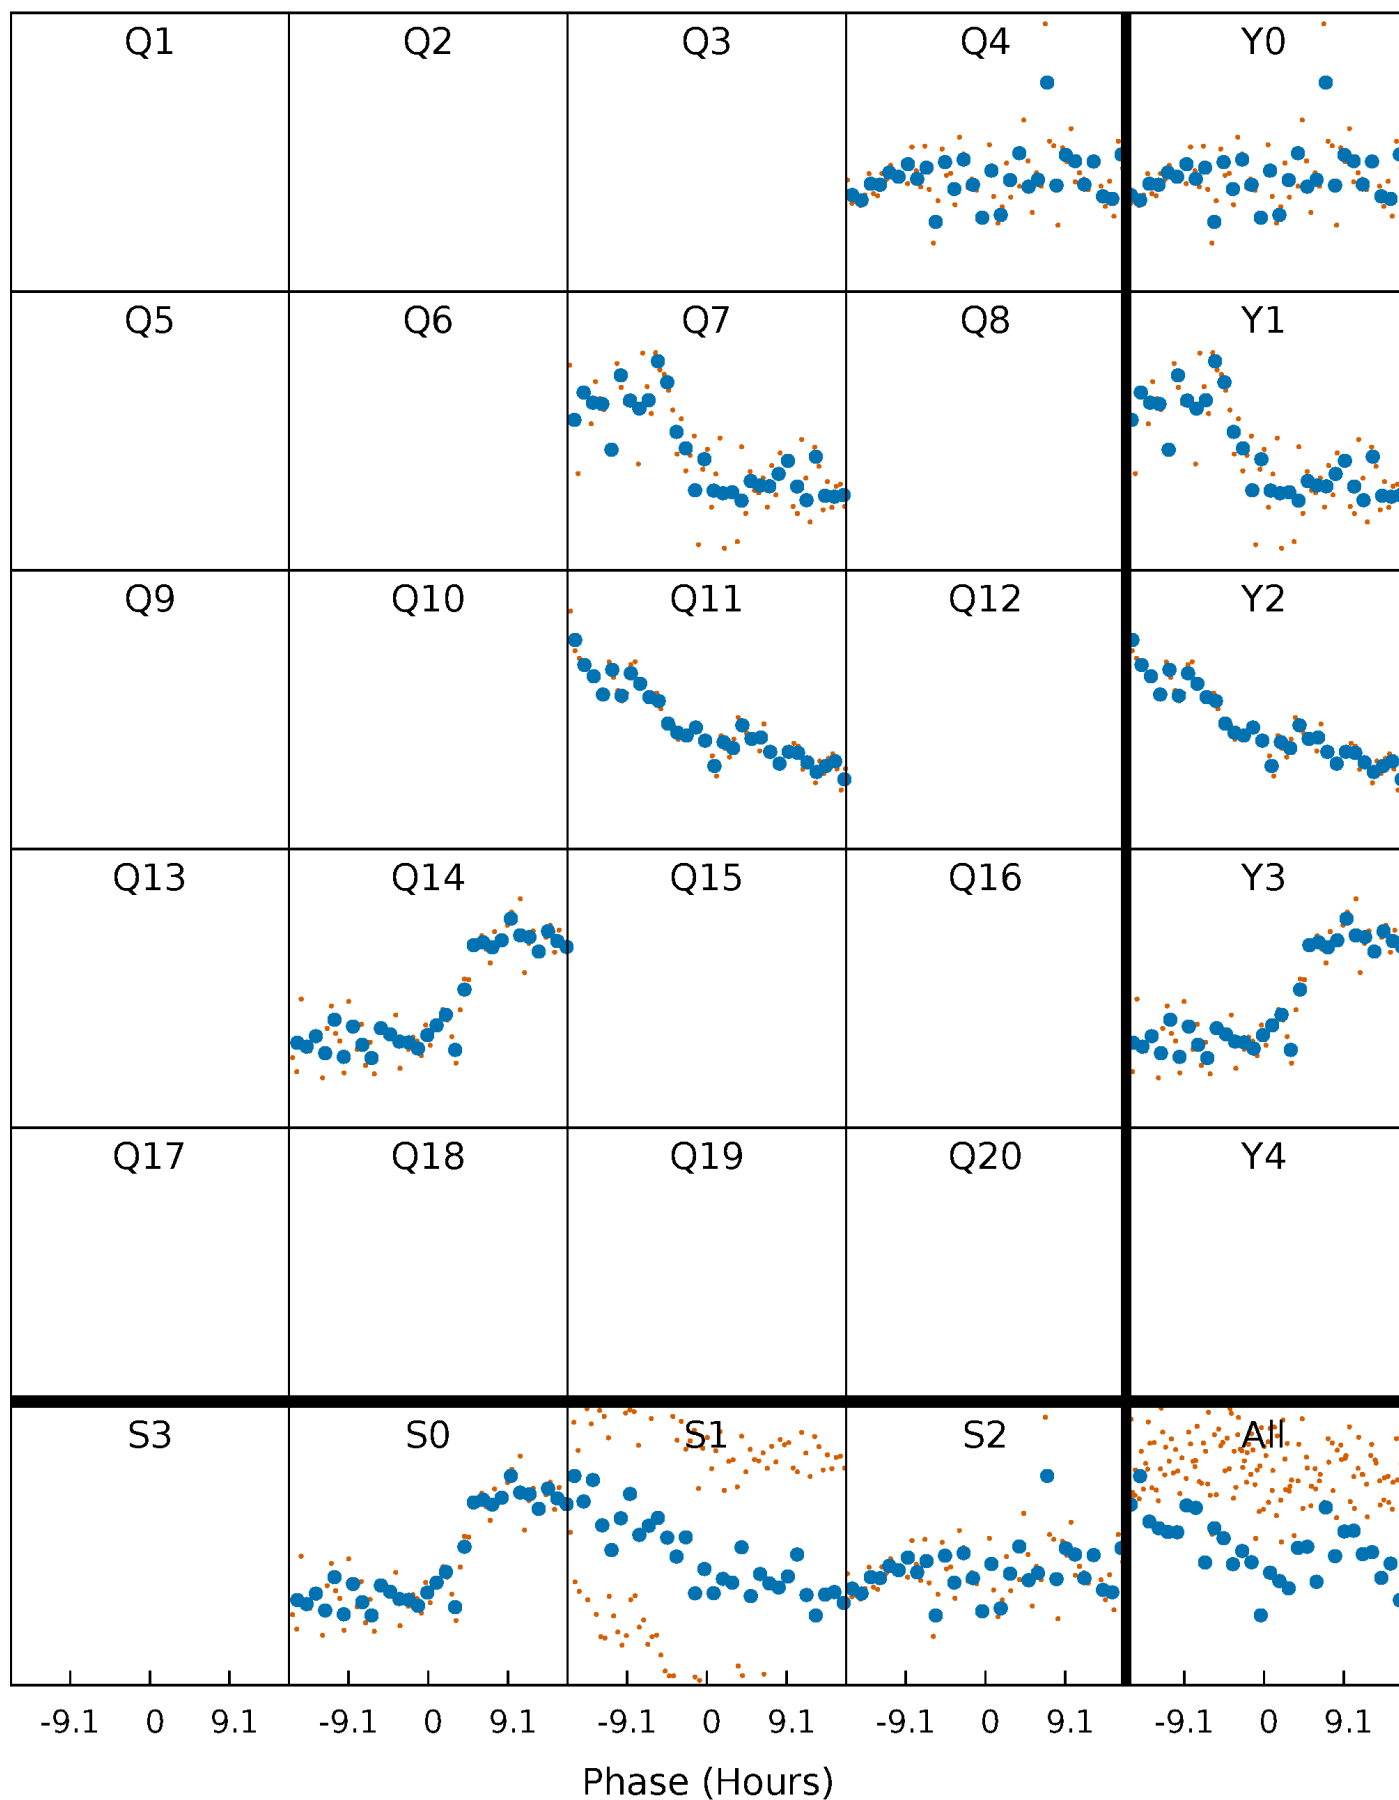 Q1 Q2 Q3 Q4 Y0
Q5 Q6 Q7 Q8 Y1
Q9 Q10 Q11 Q12 Y2
Q13 Q14 Q15 Q16 Y3
Q17 Q18 Q19 Q20 Y4
S3 S0 S1 S2 All
-9.1 0 9.1 -9.1 0 9.1 -9.1 0 9.1 -9.1 0 9.1 -9.1 0 9.1
Phase (Hours)